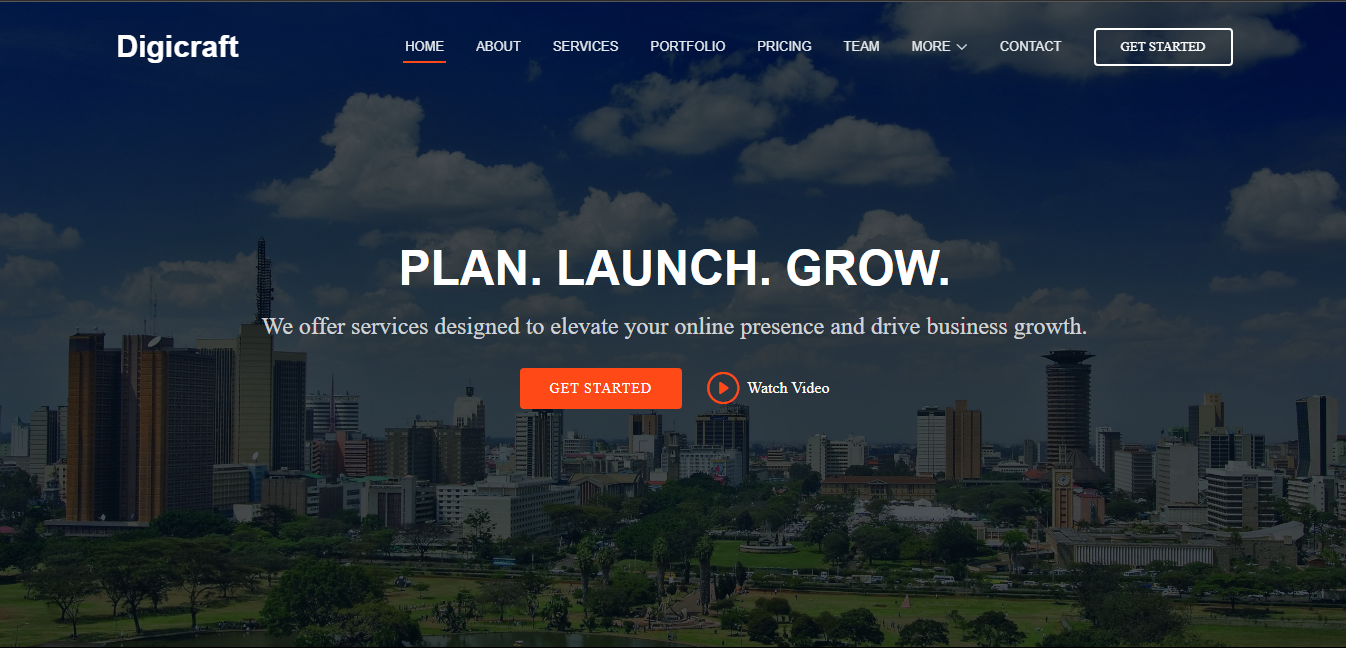 Digicraft
HOME ABOUT SERVICES PORTFOLIO PRICING TEAM MORE CONTACT GET STARTED
PLAN. LAUNCH. GROW.
We offer services designed to elevate your online presence and drive business growth.
GET STARTED Watch Video